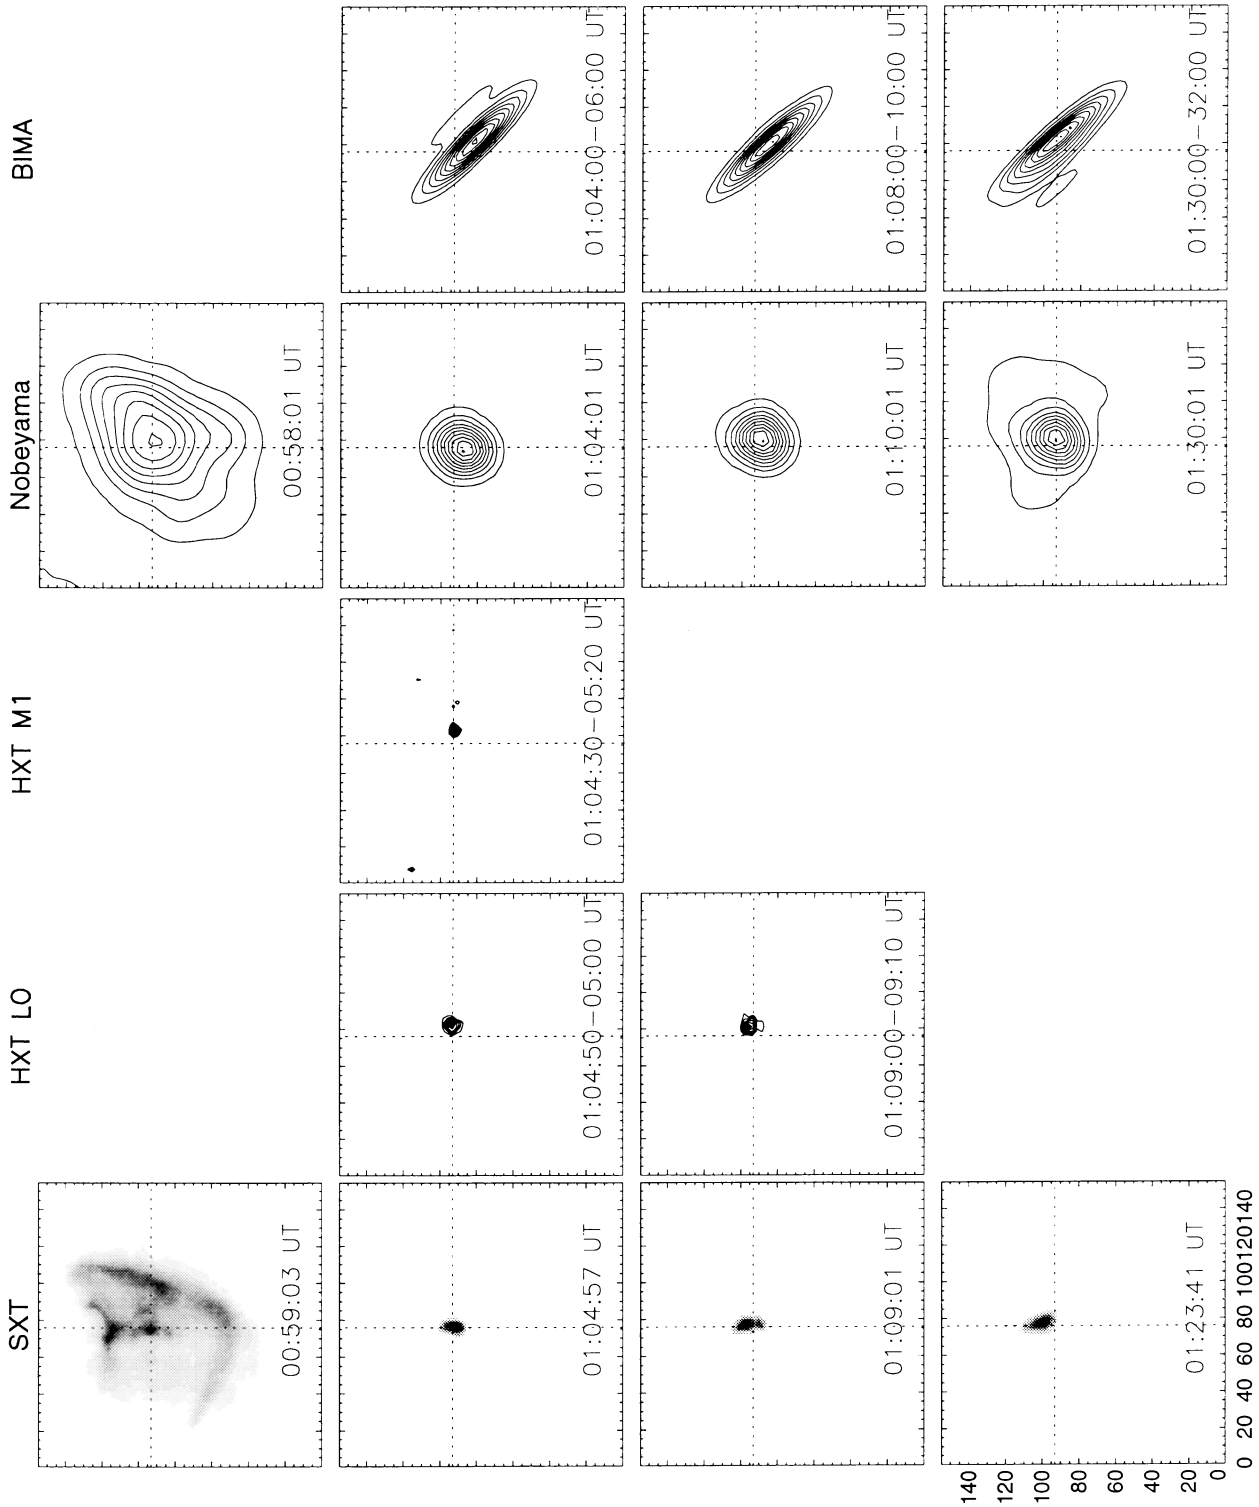 SXT
HXT LO
HXT M1
Nobeyama
BIMA
00:59:03 UT
00:58:01 UT
01:04:57 UT
01:04:50-05:00 UT
01:04:30-05:20 UT
01:04:01 UT
01:04:00-06:00 UT
01:09:01 UT
01:09:00-09:10 UT
01:10:01 UT
01:08:00-10:00 UT
01:23:41 UT
01:30:01 UT
01:30:00-32:00 UT
140
120
100
80
60
40
20
0
0 20 40 60 80 100 120 140